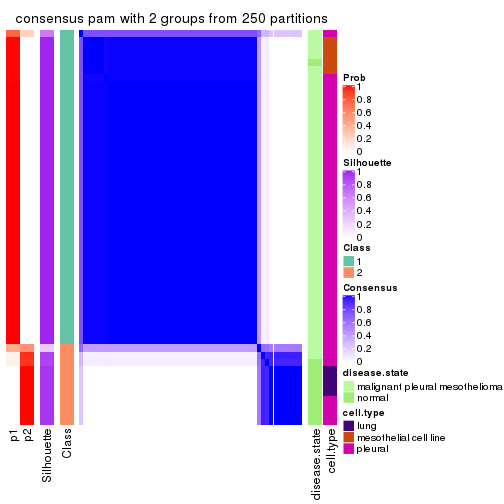 consensus pam with 2 groups from 250 partitions
Prob
1
0.8
0.6
0.4
0.2
0
Silhouette
1
0.8
0.6
0.4
0.2
0
Class
1
2
Consensus
1
0.8
0.6
0.4
0.2
0
disease.state
malignant pleural mesothelioma
normal
cell.type
lung
mesothelial cell line
pleural
p1
p2
Silhouette
Class
disease.state
cell.type